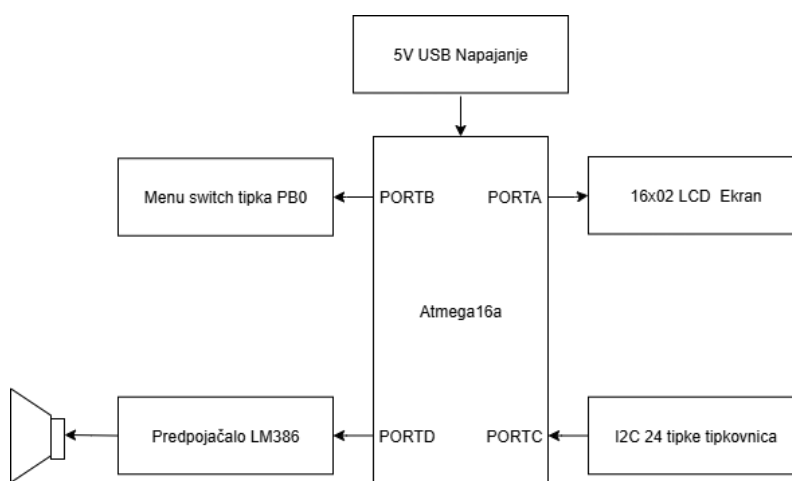 5V USB Napajanje
Menu switch tipka PB0
PORTB
PORTA
16x02 LCD Ekran
Atmega16a
Predpojačalo LM386
PORTD
PORTC
I2C 24 tipke tipkovnica